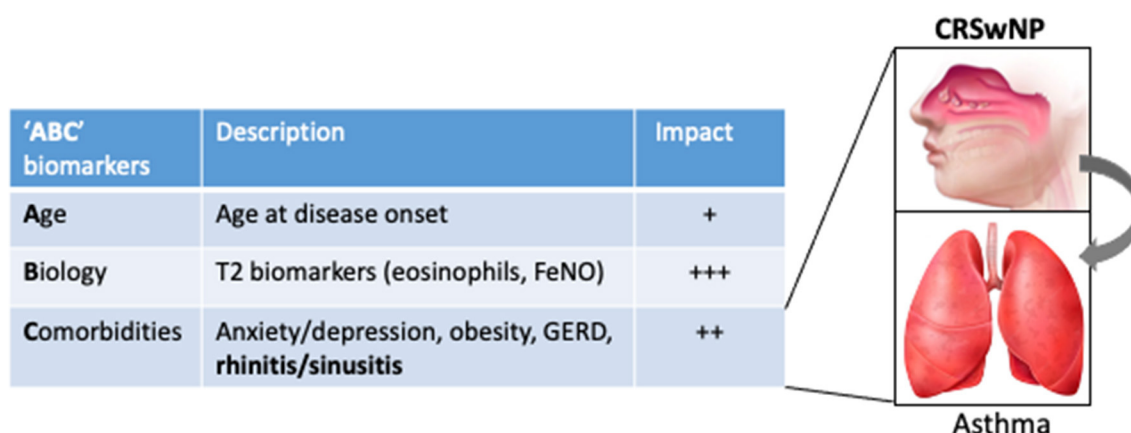 CRSwNP
'ABC' biomarkers
Description
Impact
Age
Age at disease onset
+
Biology
T2 biomarkers (eosinophils, FeNO)
+++
Comorbidities
Anxiety/depression, obesity, GERD,
rhinitis/sinusitis
++
Asthma